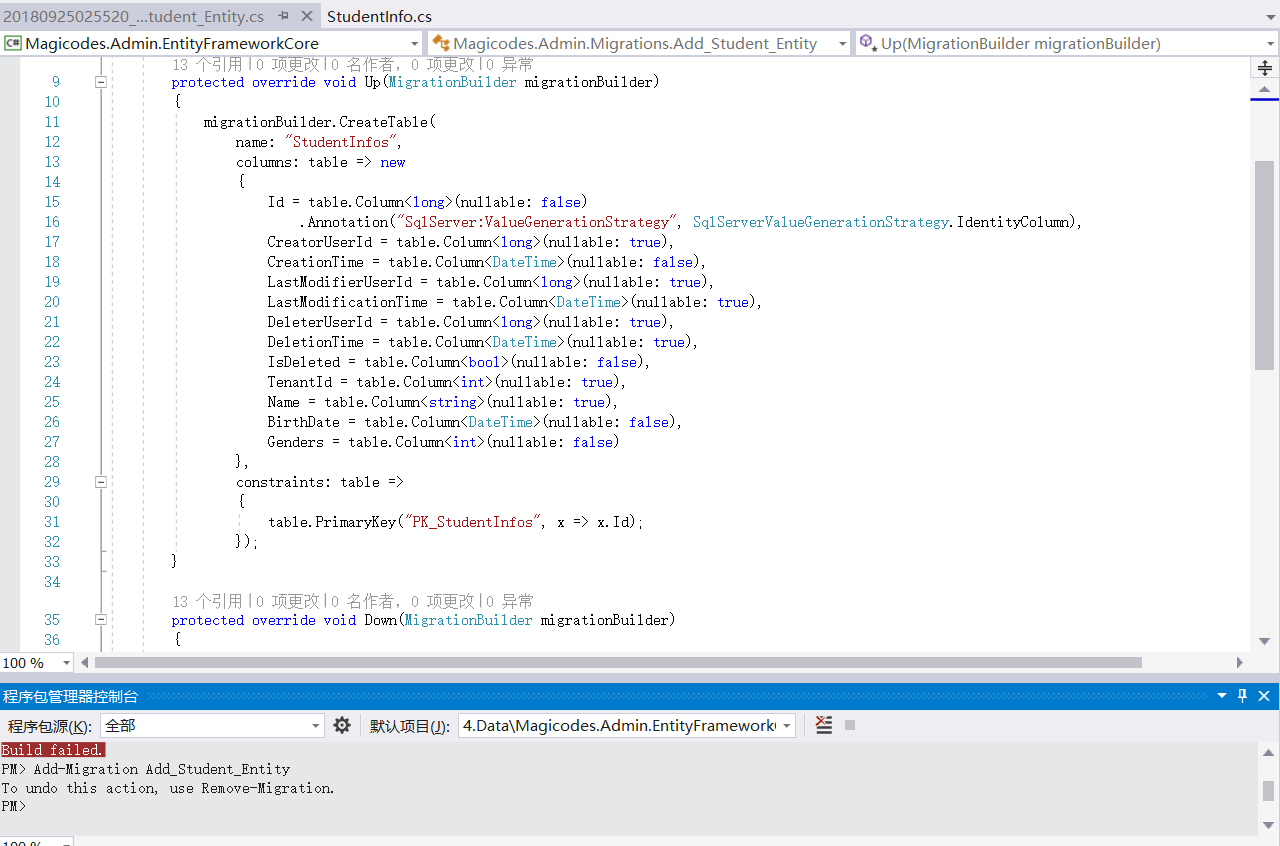 20180925025520_...tudent_Entity.cs StudentInfo.cs
C# Magicodes.Admin.EntityFrameworkCore Magicodes.Admin.Migrations.Add_Student_Entity Up(MigrationBuilder migrationBuilder)
13 个引用|0 项更改|0 名作者, 0 项更改|0 异常
9 protected override void Up(MigrationBuilder migrationBuilder)
10 {
11 migrationBuilder.CreateTable(
12 name: "StudentInfos",
13 columns: table => new
14 {
15 Id = table.Column<long>(nullable: false)
16 .Annotation("SqlServer:ValueGenerationStrategy", SqlServerValueGenerationStrategy.IdentityColumn),
17 CreatorUserId = table.Column<long>(nullable: true),
18 CreationTime = table.Column<DateTime>(nullable: false),
19 LastModifierUserId = table.Column<long>(nullable: true),
20 LastModificationTime = table.Column<DateTime>(nullable: true),
21 DeleterUserId = table.Column<long>(nullable: true),
22 DeletionTime = table.Column<DateTime>(nullable: true),
23 IsDeleted = table.Column<bool>(nullable: false),
24 TenantId = table.Column<int>(nullable: true),
25 Name = table.Column<string>(nullable: true),
26 BirthDate = table.Column<DateTime>(nullable: false),
27 Genders = table.Column<int>(nullable: false)
28 },
29 constraints: table =>
30 {
31 table.PrimaryKey("PK_StudentInfos", x => x.Id);
32 });
33 }
34
13 个引用|0 项更改|0 名作者, 0 项更改|0 异常
35 protected override void Down(MigrationBuilder migrationBuilder)
36 {
100 %
程序包管理器控制台
程序包源(K): 全部 默认项目(J): 4.Data\Magicodes.Admin.EntityFramework
Build failed.
PM> Add-Migration Add_Student_Entity
To undo this action, use Remove-Migration.
PM>
100 %